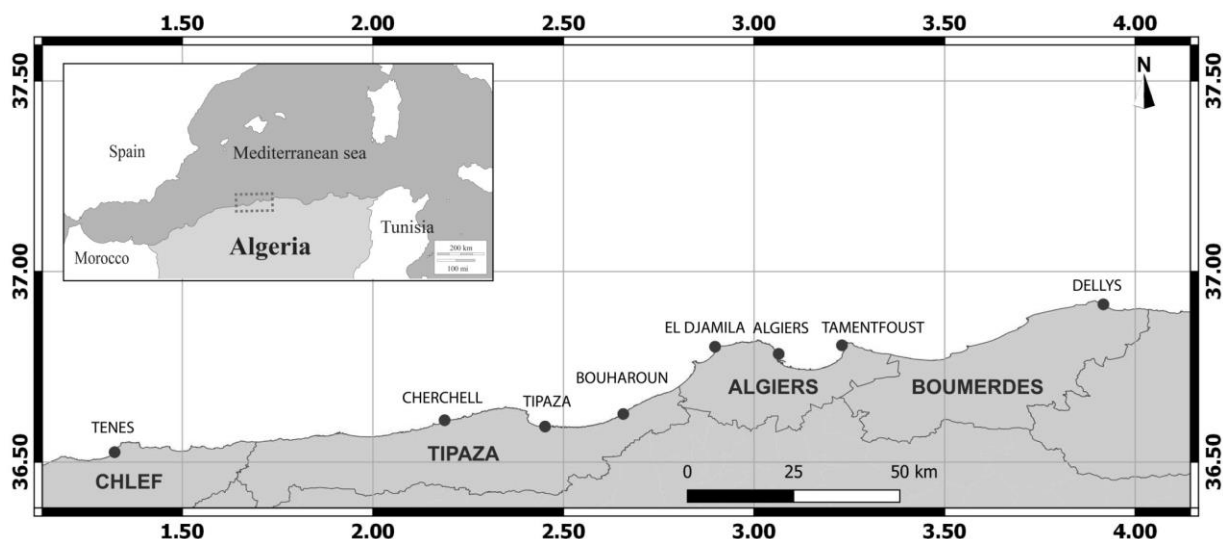 1.50 2.00 2.50 3.00 3.50 4.00
37.50 37.50
N
Spain
Mediterranean sea
Algeria
Tunisia
Morocco
200 km
100 mi
37.00 37.00
DELLYS
EL DJAMILA ALGIERS TAMENTFOUST
BOUHAROUN
ALGIERS BOUMERDES
CHERCHELL TIPAZA
TENES
TIPAZA
36.50 36.50
CHLEF
0 25 50 km
1.50 2.00 2.50 3.00 3.50 4.00